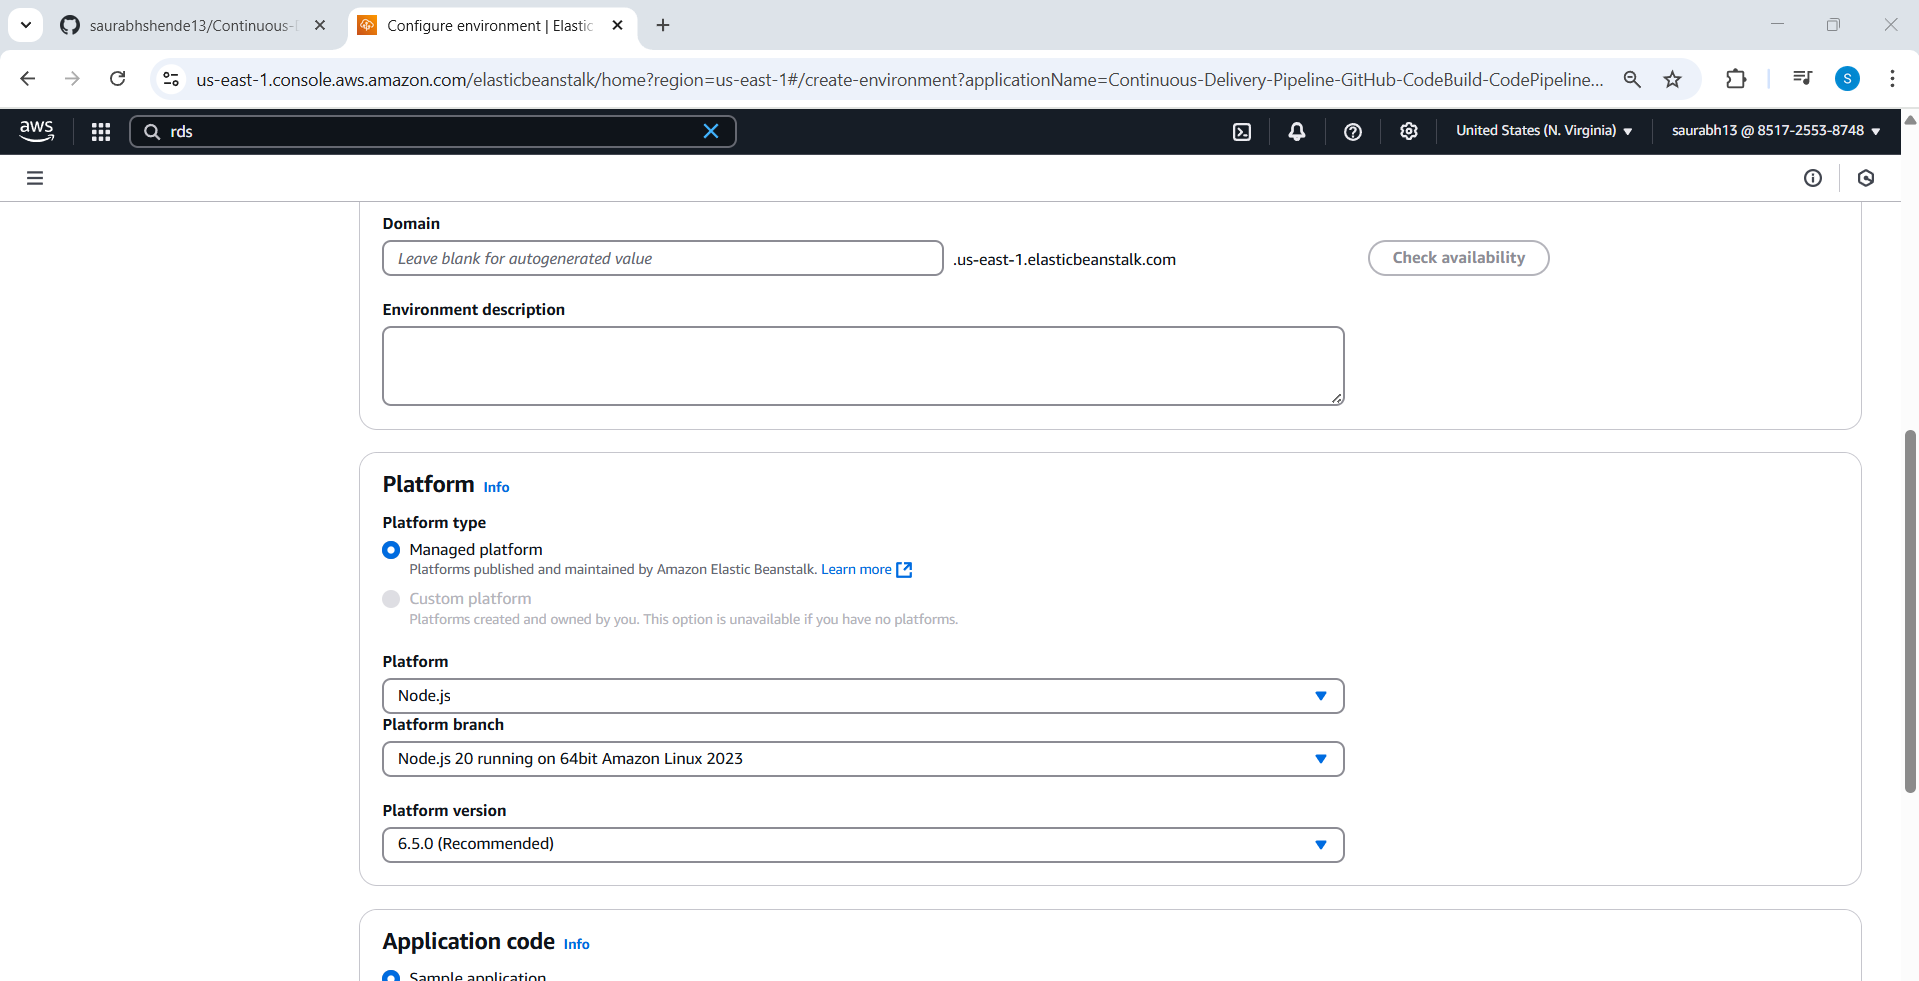 saurabhshende13/Continuous-D
Configure environment | Elastic
us-east-1.console.aws.amazon.com/elasticbeanstalk/home?region=us-east-1#/create-environment?applicationName=Continuous-Delivery-Pipeline-GitHub-CodeBuild-CodePipeline...
S
aws
rds
United States (N. Virginia)
saurabh13 @ 8517-2553-8748
Domain
Leave blank for autogenerated value
.us-east-1.elasticbeanstalk.com
Check availability
Environment description
Platform Info
Platform type
Managed platform
Platforms published and maintained by Amazon Elastic Beanstalk. Learn more
Custom platform
Platforms created and owned by you. This option is unavailable if you have no platforms.
Platform
Node.js
Platform branch
Node.js 20 running on 64bit Amazon Linux 2023
Platform version
6.5.0 (Recommended)
Application code Info
Sample application